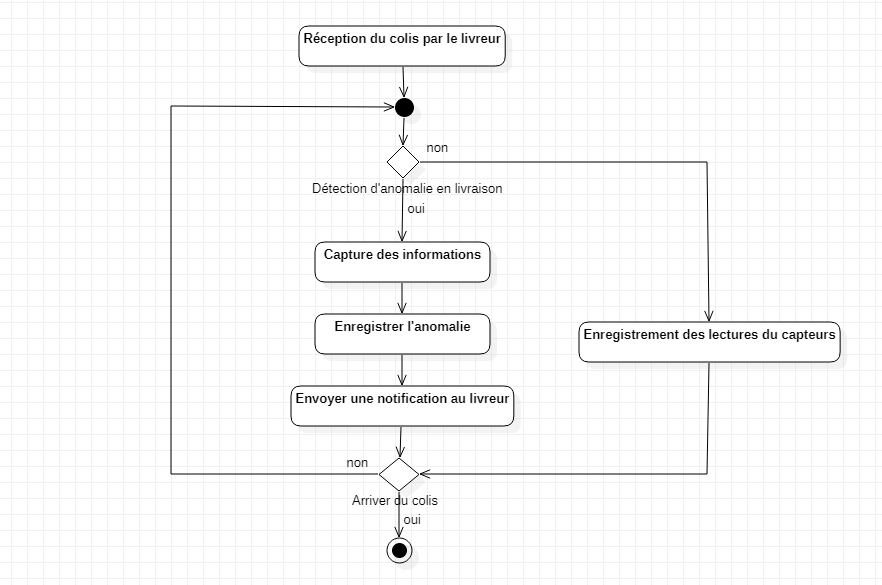 Réception du colis par le livreur
non
Détection d'anomalie en livraison
oui
Capture des informations
Enregistrer l'anomalie
Enregistrement des lectures du capteurs
Envoyer une notification au livreur
non
Arriver du colis
oui